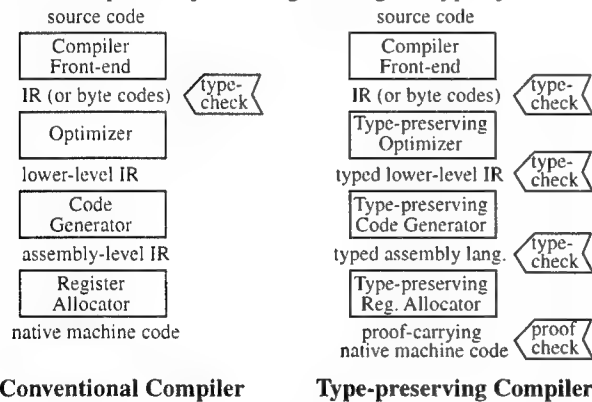 source code
Compiler
Front-end
IR (or byte codes)
type-
check
Optimizer
lower-level IR
Code
Generator
assembly-level IR
Register
Allocator
native machine code
Conventional Compiler
source code
Compiler
Front-end
IR (or byte codes)
type-
check
Type-preserving
Optimizer
typed lower-level IR
type-
check
Type-preserving
Code Generator
typed assembly lang.
type-
check
Type-preserving
Reg. Allocator
proof-carrying
native machine code
proof
check
Type-preserving Compiler